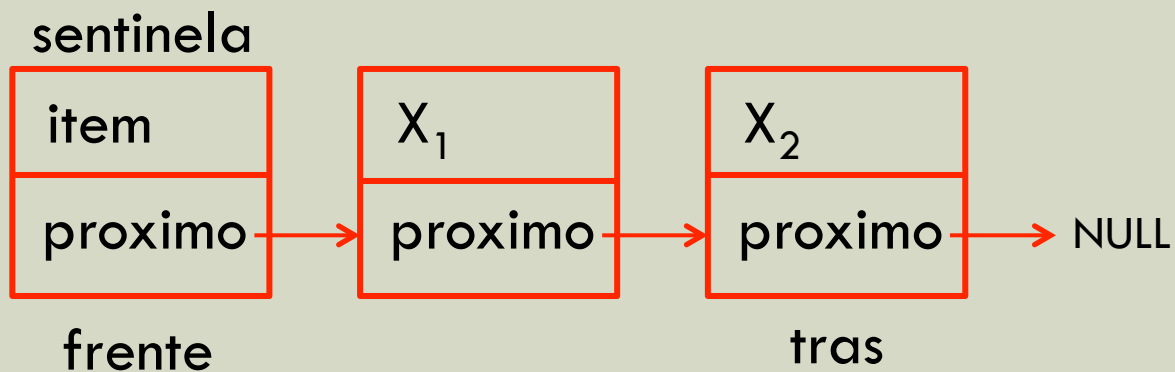 sentinela
item
X₁
X₂
proximo
proximo
proximo
NULL
frente
tras